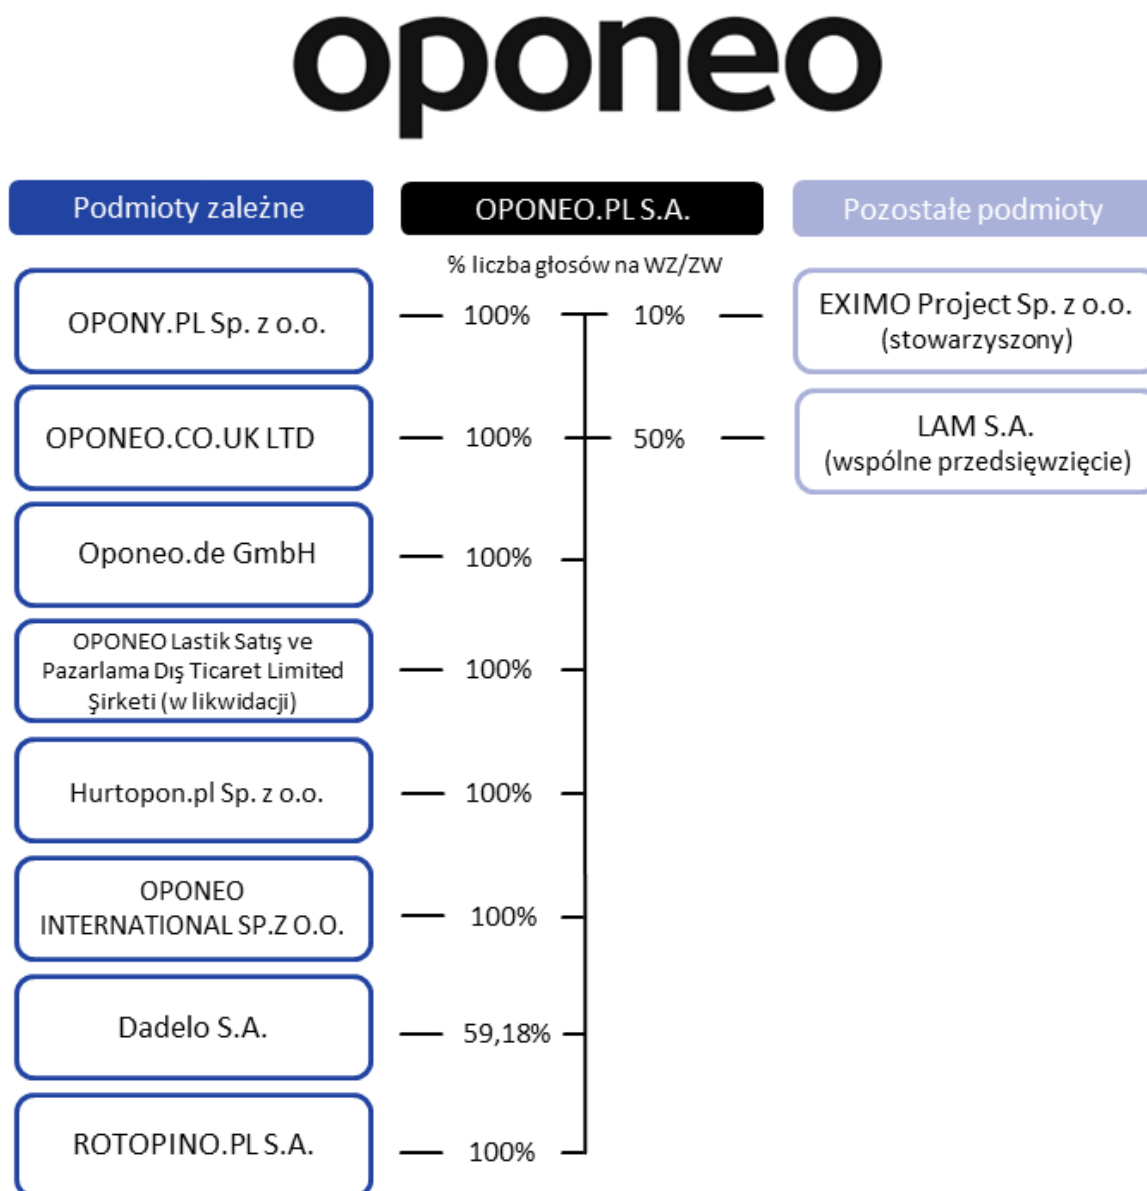 oponeo
Podmioty zależne
OPONEO.PL S.A.
Pozostałe podmioty
% liczba głosów na WZ/ZW
OPONY.PL Sp. z o.o.
100%
10%
EXIMO Project Sp. z o.o.
(stowarzyszony)
OPONEO.CO.UK LTD
100%
50%
LAM S.A.
(wspólne przedsięwzięcie)
Oponeo.de GmbH
100%
OPONEO Lastik Satış ve
Pazarlama Dış Ticaret Limited
Şirketi (w likwidacji)
100%
Hurtopon.pl Sp. z o.o.
100%
OPONEO
INTERNATIONAL SP.Z O.O.
100%
Dadelo S.A.
59,18%
ROTOPINO.PL S.A.
100%